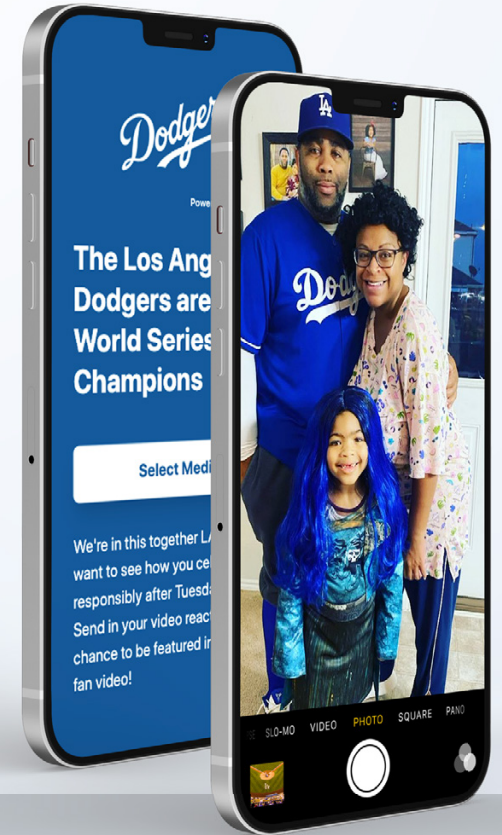 Dodge
Powe
The Los Ang
Dodgers are
World Series
Champions
Select Medi
We're in this together LA
want to see how you ce
responsibly after Tuesda
Send in your video reac
chance to be featured in
fan video!
LA
Dod
SLO-MO VIDEO PHOTO SQUARE PANO